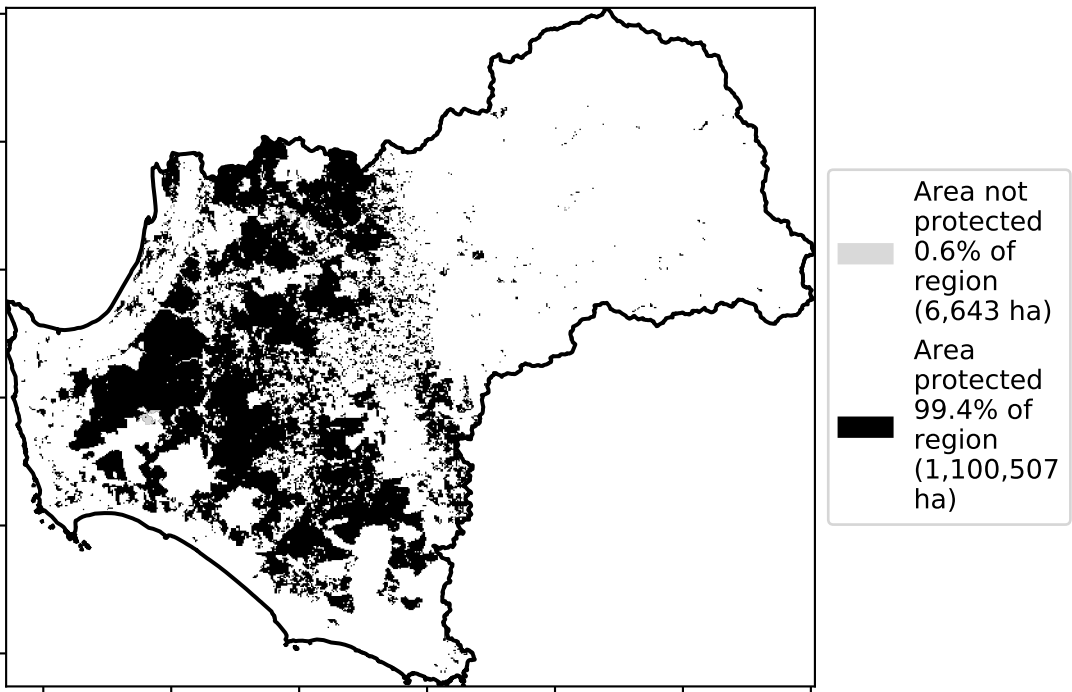 Area not
protected
0.6% of
region
(6,643 ha)
Area
protected
99.4% of
region
(1,100,507
ha)